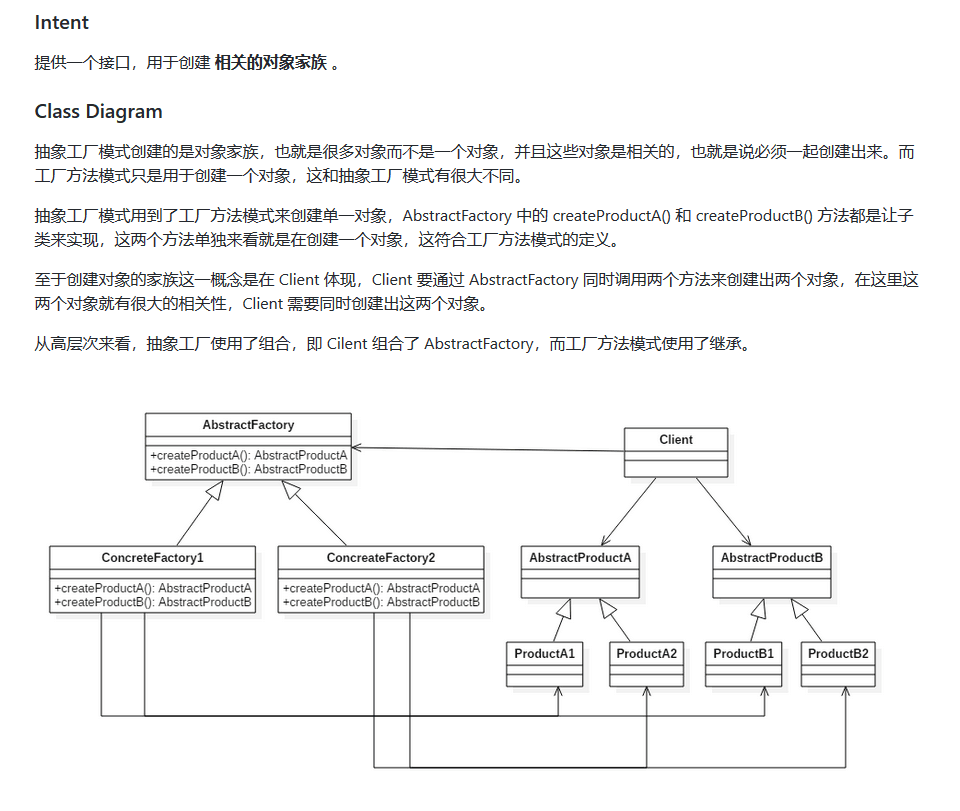 Intent
提供一个接口，用于创建 相关的对象家族 。
Class Diagram
抽象工厂模式创建的是对象家族，也就是很多对象而不是一个对象，并且这些对象是相关的，也就是说必须一起创建出来。而
工厂方法模式只是用于创建一个对象，这和抽象工厂模式有很大不同。
抽象工厂模式用到了工厂方法模式来创建单一对象，AbstractFactory 中的 createProductA() 和 createProductB() 方法都是让子
类来实现，这两个方法单独来看就是在创建一个对象，这符合工厂方法模式的定义。
至于创建对象的家族这一概念是在 Client 体现，Client 要通过 AbstractFactory 同时调用两个方法来创建出两个对象，在这里这
两个对象就有很大的相关性，Client 需要同时创建出这两个对象。
从高层次来看，抽象工厂使用了组合，即 Cilent 组合了 AbstractFactory，而工厂方法模式使用了继承。
AbstractFactory
+createProductA(): AbstractProductA
+createProductB(): AbstractProductB
Client
ConcreteFactory1
+createProductA(): AbstractProductA
+createProductB(): AbstractProductB
ConcreateFactory2
+createProductA(): AbstractProductA
+createProductB(): AbstractProductB
AbstractProductA
AbstractProductB
ProductA1
ProductA2
ProductB1
ProductB2